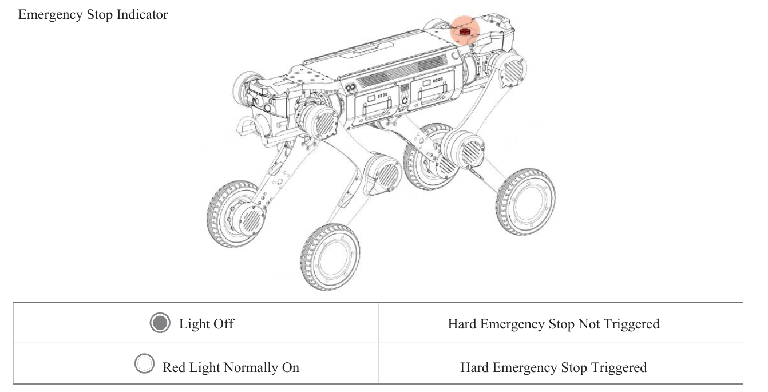 Emergency Stop Indicator
Light Off
Hard Emergency Stop Not Triggered
Red Light Normally On
Hard Emergency Stop Triggered